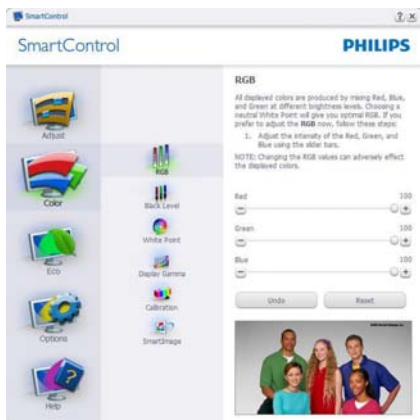 SmartControl
SmartControl
PHILIPS
Adjust
Color
Eco
Options
Help
RGB
Black Level
White Point
Display Gamma
Calibration
SmartImage
RGB
All displayed colors are produced by mixing Red, Blue,
and Green at different brightness levels. Choosing a
neutral White Point will give you optimal RGB. If you
prefer to adjust the RGB now, follow these steps:
1. Adjust the intensity of the Red, Green, and
Blue using the slider bars.
NOTE: Changing the RGB values can adversely effect
the displayed colors.
Red 100
Green 100
Blue 100
Undo Reset